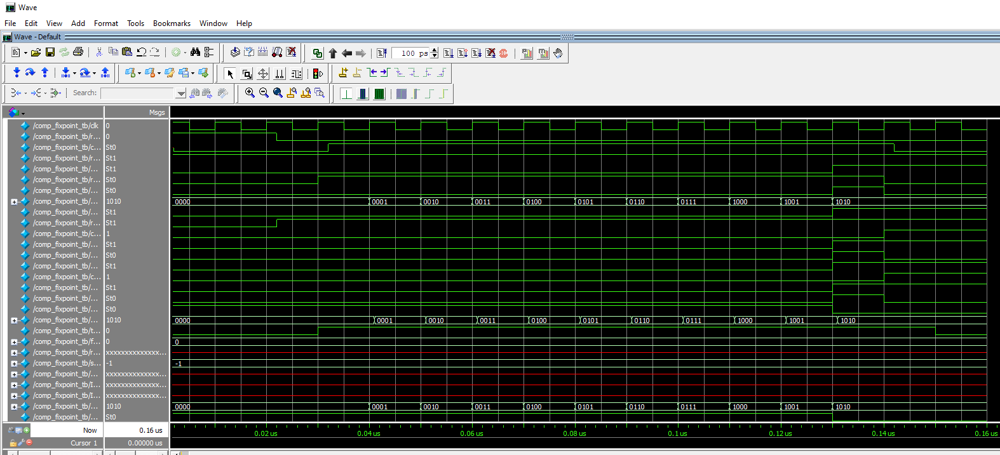 Wave
File Edit View Add Format Tools Bookmarks Window Help
Wave - Default
100 ps
Search:
Msgs
/comp_fixpoint_tb/clk 0
/comp_fixpoint_tb/r... 0
/comp_fixpoint_tb/c... St0
/comp_fixpoint_tb/r... St1
/comp_fixpoint_tb/... St1
/comp_fixpoint_tb/r... St0
/comp_fixpoint_tb/... St0
/comp_fixpoint_tb/... 1010 0000 0001 0010 0011 0100 0101 0110 0111 1000 1001 1010
/comp_fixpoint_tb/... St1
/comp_fixpoint_tb/r... St1
/comp_fixpoint_tb/c... 1
/comp_fixpoint_tb/... St1
/comp_fixpoint_tb/... St0
/comp_fixpoint_tb/... St1
/comp_fixpoint_tb/c... 1
/comp_fixpoint_tb/... St1
/comp_fixpoint_tb/... St0
/comp_fixpoint_tb/... St0
/comp_fixpoint_tb/... 1010 0000 0001 0010 0011 0100 0101 0110 0111 1000 1001 1010
/comp_fixpoint_tb/t... 0
/comp_fixpoint_tb/f... 0 0
/comp_fixpoint_tb/r... xxxxxxxxxxxxxxx...
/comp_fixpoint_tb/s... -1 -1
/comp_fixpoint_tb/... xxxxxxxxxxxxxxx...
/comp_fixpoint_tb/I... xxxxxxxxxxxxxxx...
/comp_fixpoint_tb/I... xxxxxxxxxxxxxxx...
/comp_fixpoint_tb/... 1010 0000 0001 0010 0011 0100 0101 0110 0111 1000 1001 1010
/comp_fixpoint_tb/... St0
Now 0.16 us 0.02 us 0.04 us 0.06 us 0.08 us 0.1 us 0.12 us 0.14 us 0.16 us
Cursor 1 0.00000 us